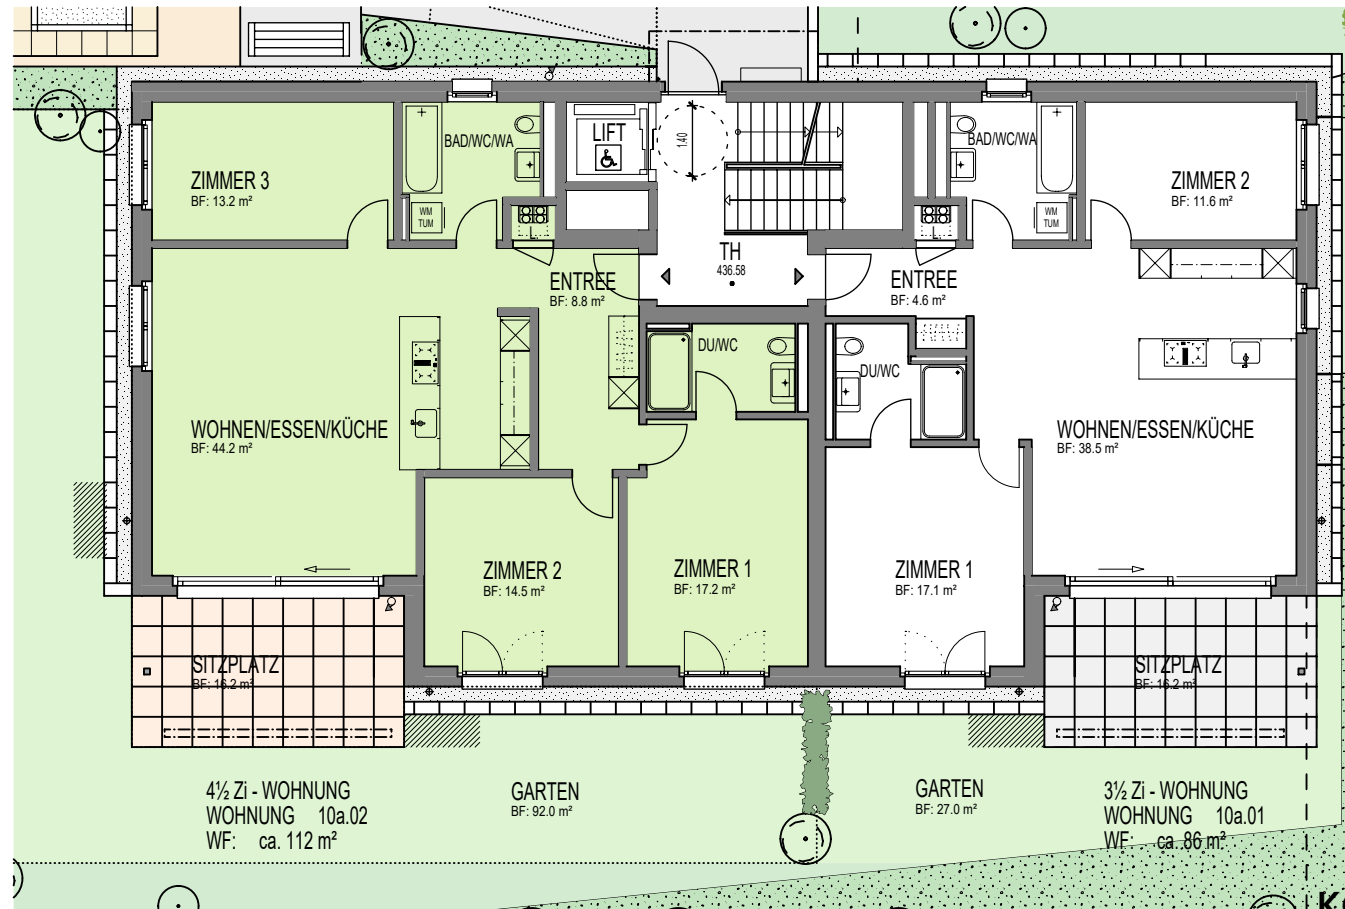 LIFT
1.40
BAD/WC/WA
BAD/WC/WA
ZIMMER 3
BF: 13.2 m²
ZIMMER 2
BF: 11.6 m²
WM
TUM
WM
TUM
L.
L.
TH
436.58
ENTREE
BF: 8.8 m²
ENTREE
BF: 4.6 m²
DU/WC
DU/WC
WOHNEN/ESSEN/KÜCHE
BF: 44.2 m²
WOHNEN/ESSEN/KÜCHE
BF: 38.5 m²
ZIMMER 2
BF: 14.5 m²
ZIMMER 1
BF: 17.2 m²
ZIMMER 1
BF: 17.1 m²
SITZPLATZ
BF: 16.2 m²
SITZPLATZ
BF: 16.2 m²
4½ Zi - WOHNUNG
WOHNUNG 10a.02
WF: ca. 112 m²
GARTEN
BF: 92.0 m²
GARTEN
BF: 27.0 m²
3½ Zi - WOHNUNG
WOHNUNG 10a.01
WF: ca. 86 m²